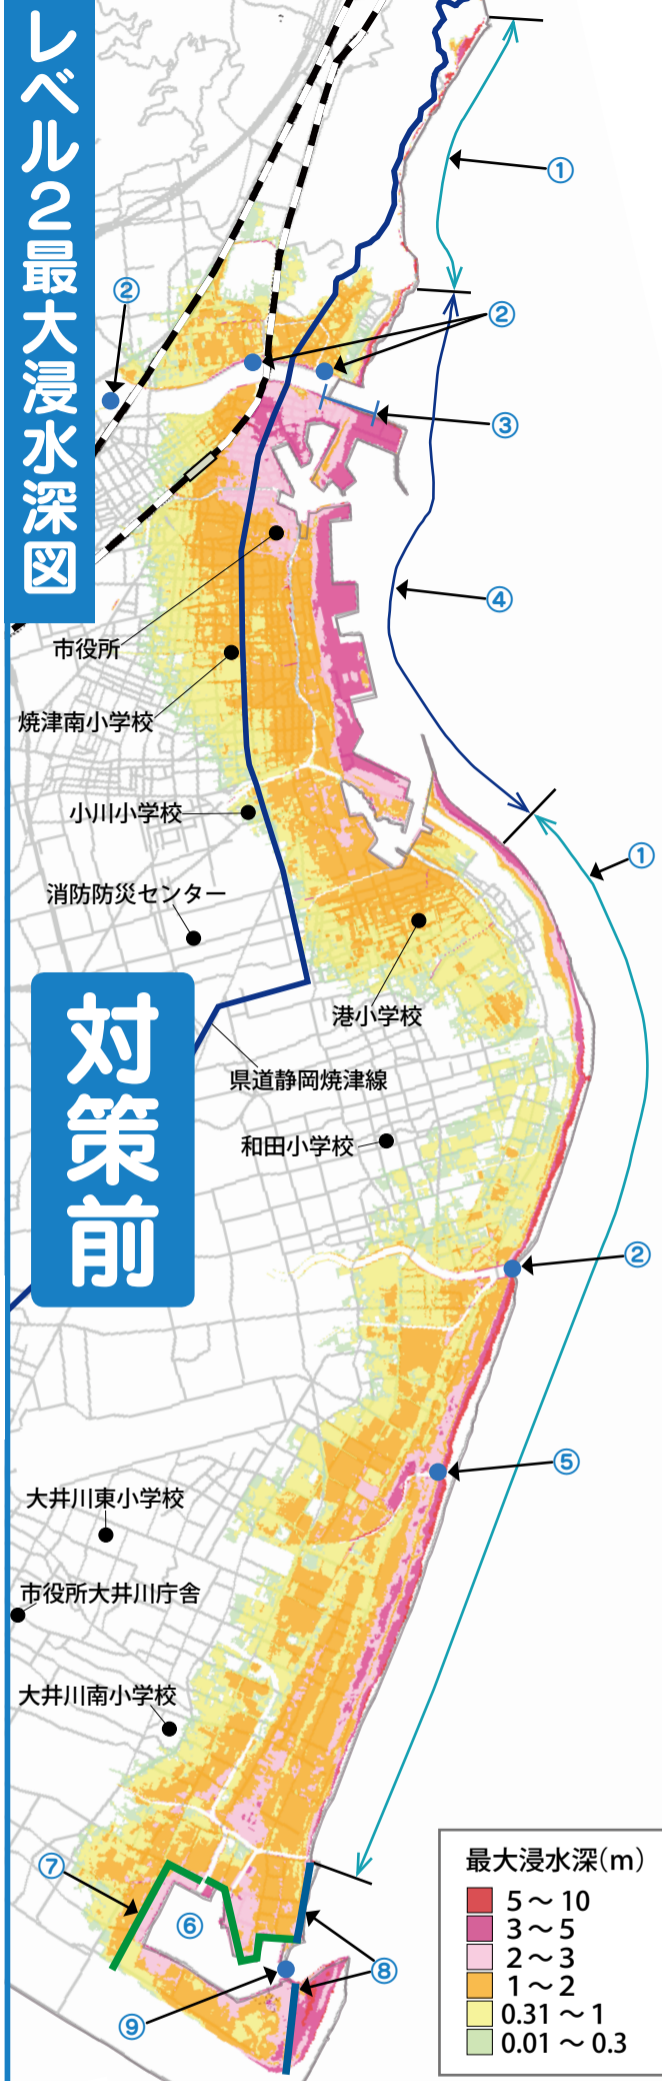 レベル2最大浸水深図
①
②
②
③
④
市役所
焼津南小学校
小川小学校
①
消防防災センター
対策前
港小学校
県道静岡焼津線
和田小学校
②
⑤
大井川東小学校
市役所大井川庁舎
大井川南小学校
⑦
⑥
⑧
⑨
最大浸水深(m)
5～10
3～5
2～3
1～2
0.31～1
0.01～0.3